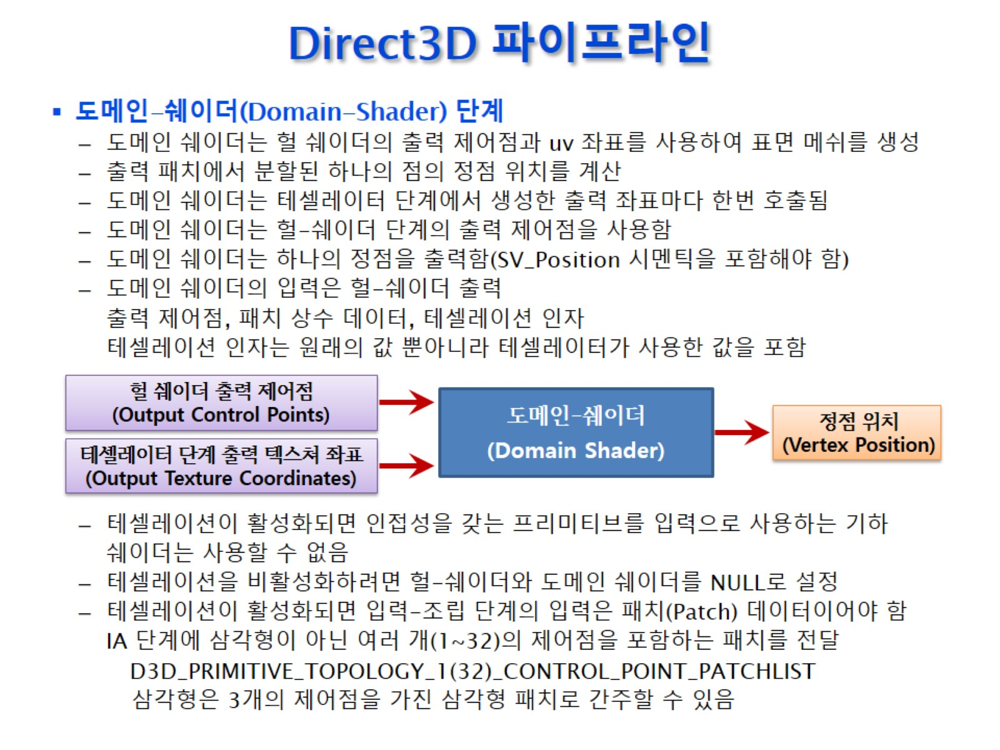 Direct3D 파이프라인
▪ 도메인-쉐이더(Domain-Shader) 단계
– 도메인 쉐이더는 헐 쉐이더의 출력 제어점과 uv 좌표를 사용하여 표면 메쉬를 생성
– 출력 패치에서 분할된 하나의 점의 정점 위치를 계산
– 도메인 쉐이더는 테셀레이터 단계에서 생성한 출력 좌표마다 한번 호출됨
– 도메인 쉐이더는 헐-쉐이더 단계의 출력 제어점을 사용함
– 도메인 쉐이더는 하나의 정점을 출력함(SV_Position 시멘틱을 포함해야 함)
– 도메인 쉐이더의 입력은 헐-쉐이더 출력
출력 제어점, 패치 상수 데이터, 테셀레이션 인자
테셀레이션 인자는 원래의 값 뿐아니라 테셀레이터가 사용한 값을 포함
헐 쉐이더 출력 제어점
(Output Control Points)
테셀레이터 단계 출력 텍스쳐 좌표
(Output Texture Coordinates)
도메인-쉐이더
(Domain Shader)
정점 위치
(Vertex Position)
– 테셀레이션이 활성화되면 인접성을 갖는 프리미티브를 입력으로 사용하는 기하
쉐이더는 사용할 수 없음
– 테셀레이션을 비활성화하려면 헐-쉐이더와 도메인 쉐이더를 NULL로 설정
– 테셀레이션이 활성화되면 입력-조립 단계의 입력은 패치(Patch) 데이터이어야 함
IA 단계에 삼각형이 아닌 여러 개(1~32)의 제어점을 포함하는 패치를 전달
D3D_PRIMITIVE_TOPOLOGY_1(32)_CONTROL_POINT_PATCHLIST
삼각형은 3개의 제어점을 가진 삼각형 패치로 간주할 수 있음